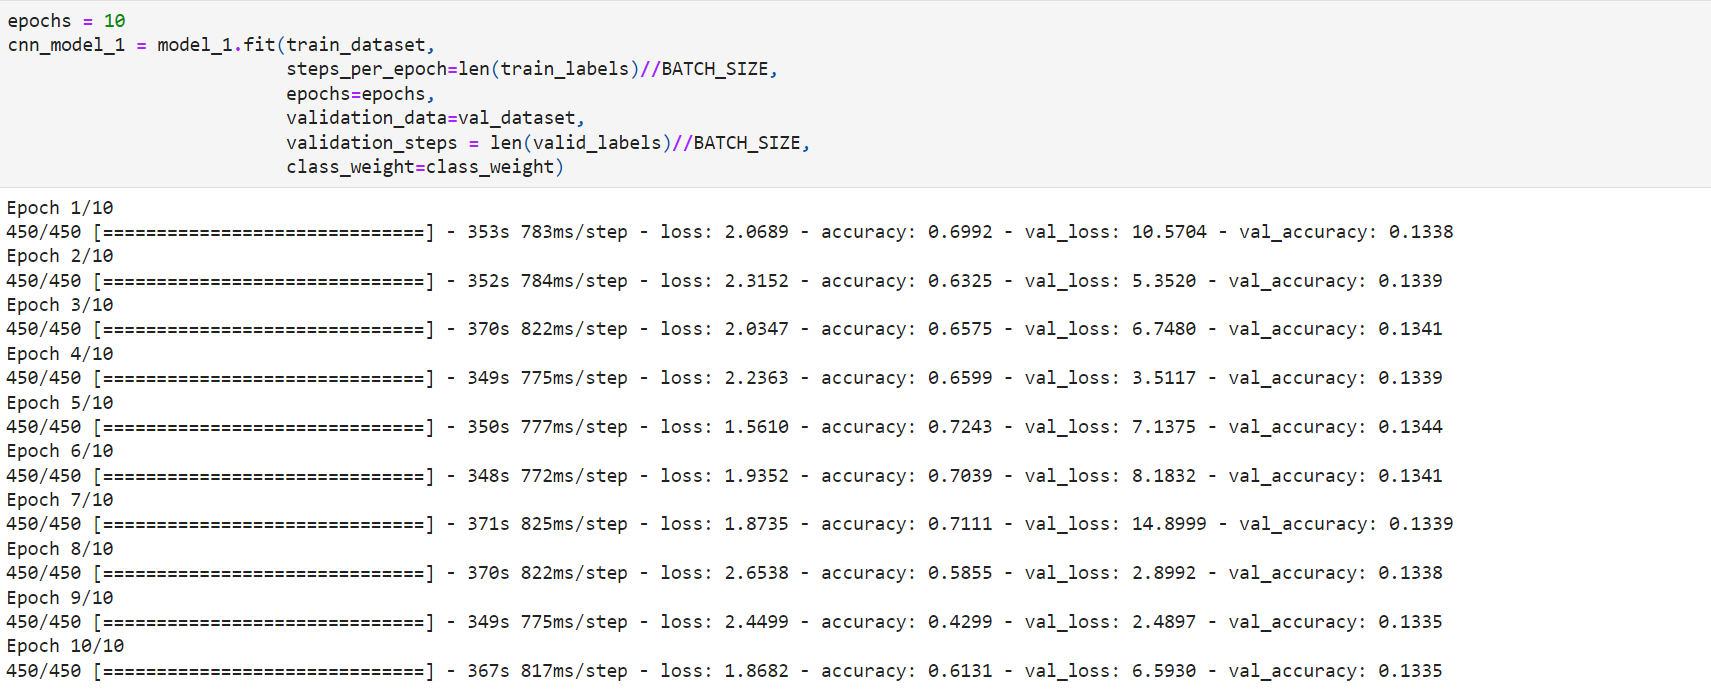 epochs = 10
cnn_model_1 = model_1.fit(train_dataset,
steps_per_epoch=len(train_labels)//BATCH_SIZE,
epochs=epochs,
validation_data=val_dataset,
validation_steps = len(valid_labels)//BATCH_SIZE,
class_weight=class_weight)
Epoch 1/10
450/450 [==============================] - 353s 783ms/step - loss: 2.0689 - accuracy: 0.6992 - val_loss: 10.5704 - val_accuracy: 0.1338
Epoch 2/10
450/450 [==============================] - 352s 784ms/step - loss: 2.3152 - accuracy: 0.6325 - val_loss: 5.3520 - val_accuracy: 0.1339
Epoch 3/10
450/450 [==============================] - 370s 822ms/step - loss: 2.0347 - accuracy: 0.6575 - val_loss: 6.7480 - val_accuracy: 0.1341
Epoch 4/10
450/450 [==============================] - 349s 775ms/step - loss: 2.2363 - accuracy: 0.6599 - val_loss: 3.5117 - val_accuracy: 0.1339
Epoch 5/10
450/450 [==============================] - 350s 777ms/step - loss: 1.5610 - accuracy: 0.7243 - val_loss: 7.1375 - val_accuracy: 0.1344
Epoch 6/10
450/450 [==============================] - 348s 772ms/step - loss: 1.9352 - accuracy: 0.7039 - val_loss: 8.1832 - val_accuracy: 0.1341
Epoch 7/10
450/450 [==============================] - 371s 825ms/step - loss: 1.8735 - accuracy: 0.7111 - val_loss: 14.8999 - val_accuracy: 0.1339
Epoch 8/10
450/450 [==============================] - 370s 822ms/step - loss: 2.6538 - accuracy: 0.5855 - val_loss: 2.8992 - val_accuracy: 0.1338
Epoch 9/10
450/450 [==============================] - 349s 775ms/step - loss: 2.4499 - accuracy: 0.4299 - val_loss: 2.4897 - val_accuracy: 0.1335
Epoch 10/10
450/450 [==============================] - 367s 817ms/step - loss: 1.8682 - accuracy: 0.6131 - val_loss: 6.5930 - val_accuracy: 0.1335